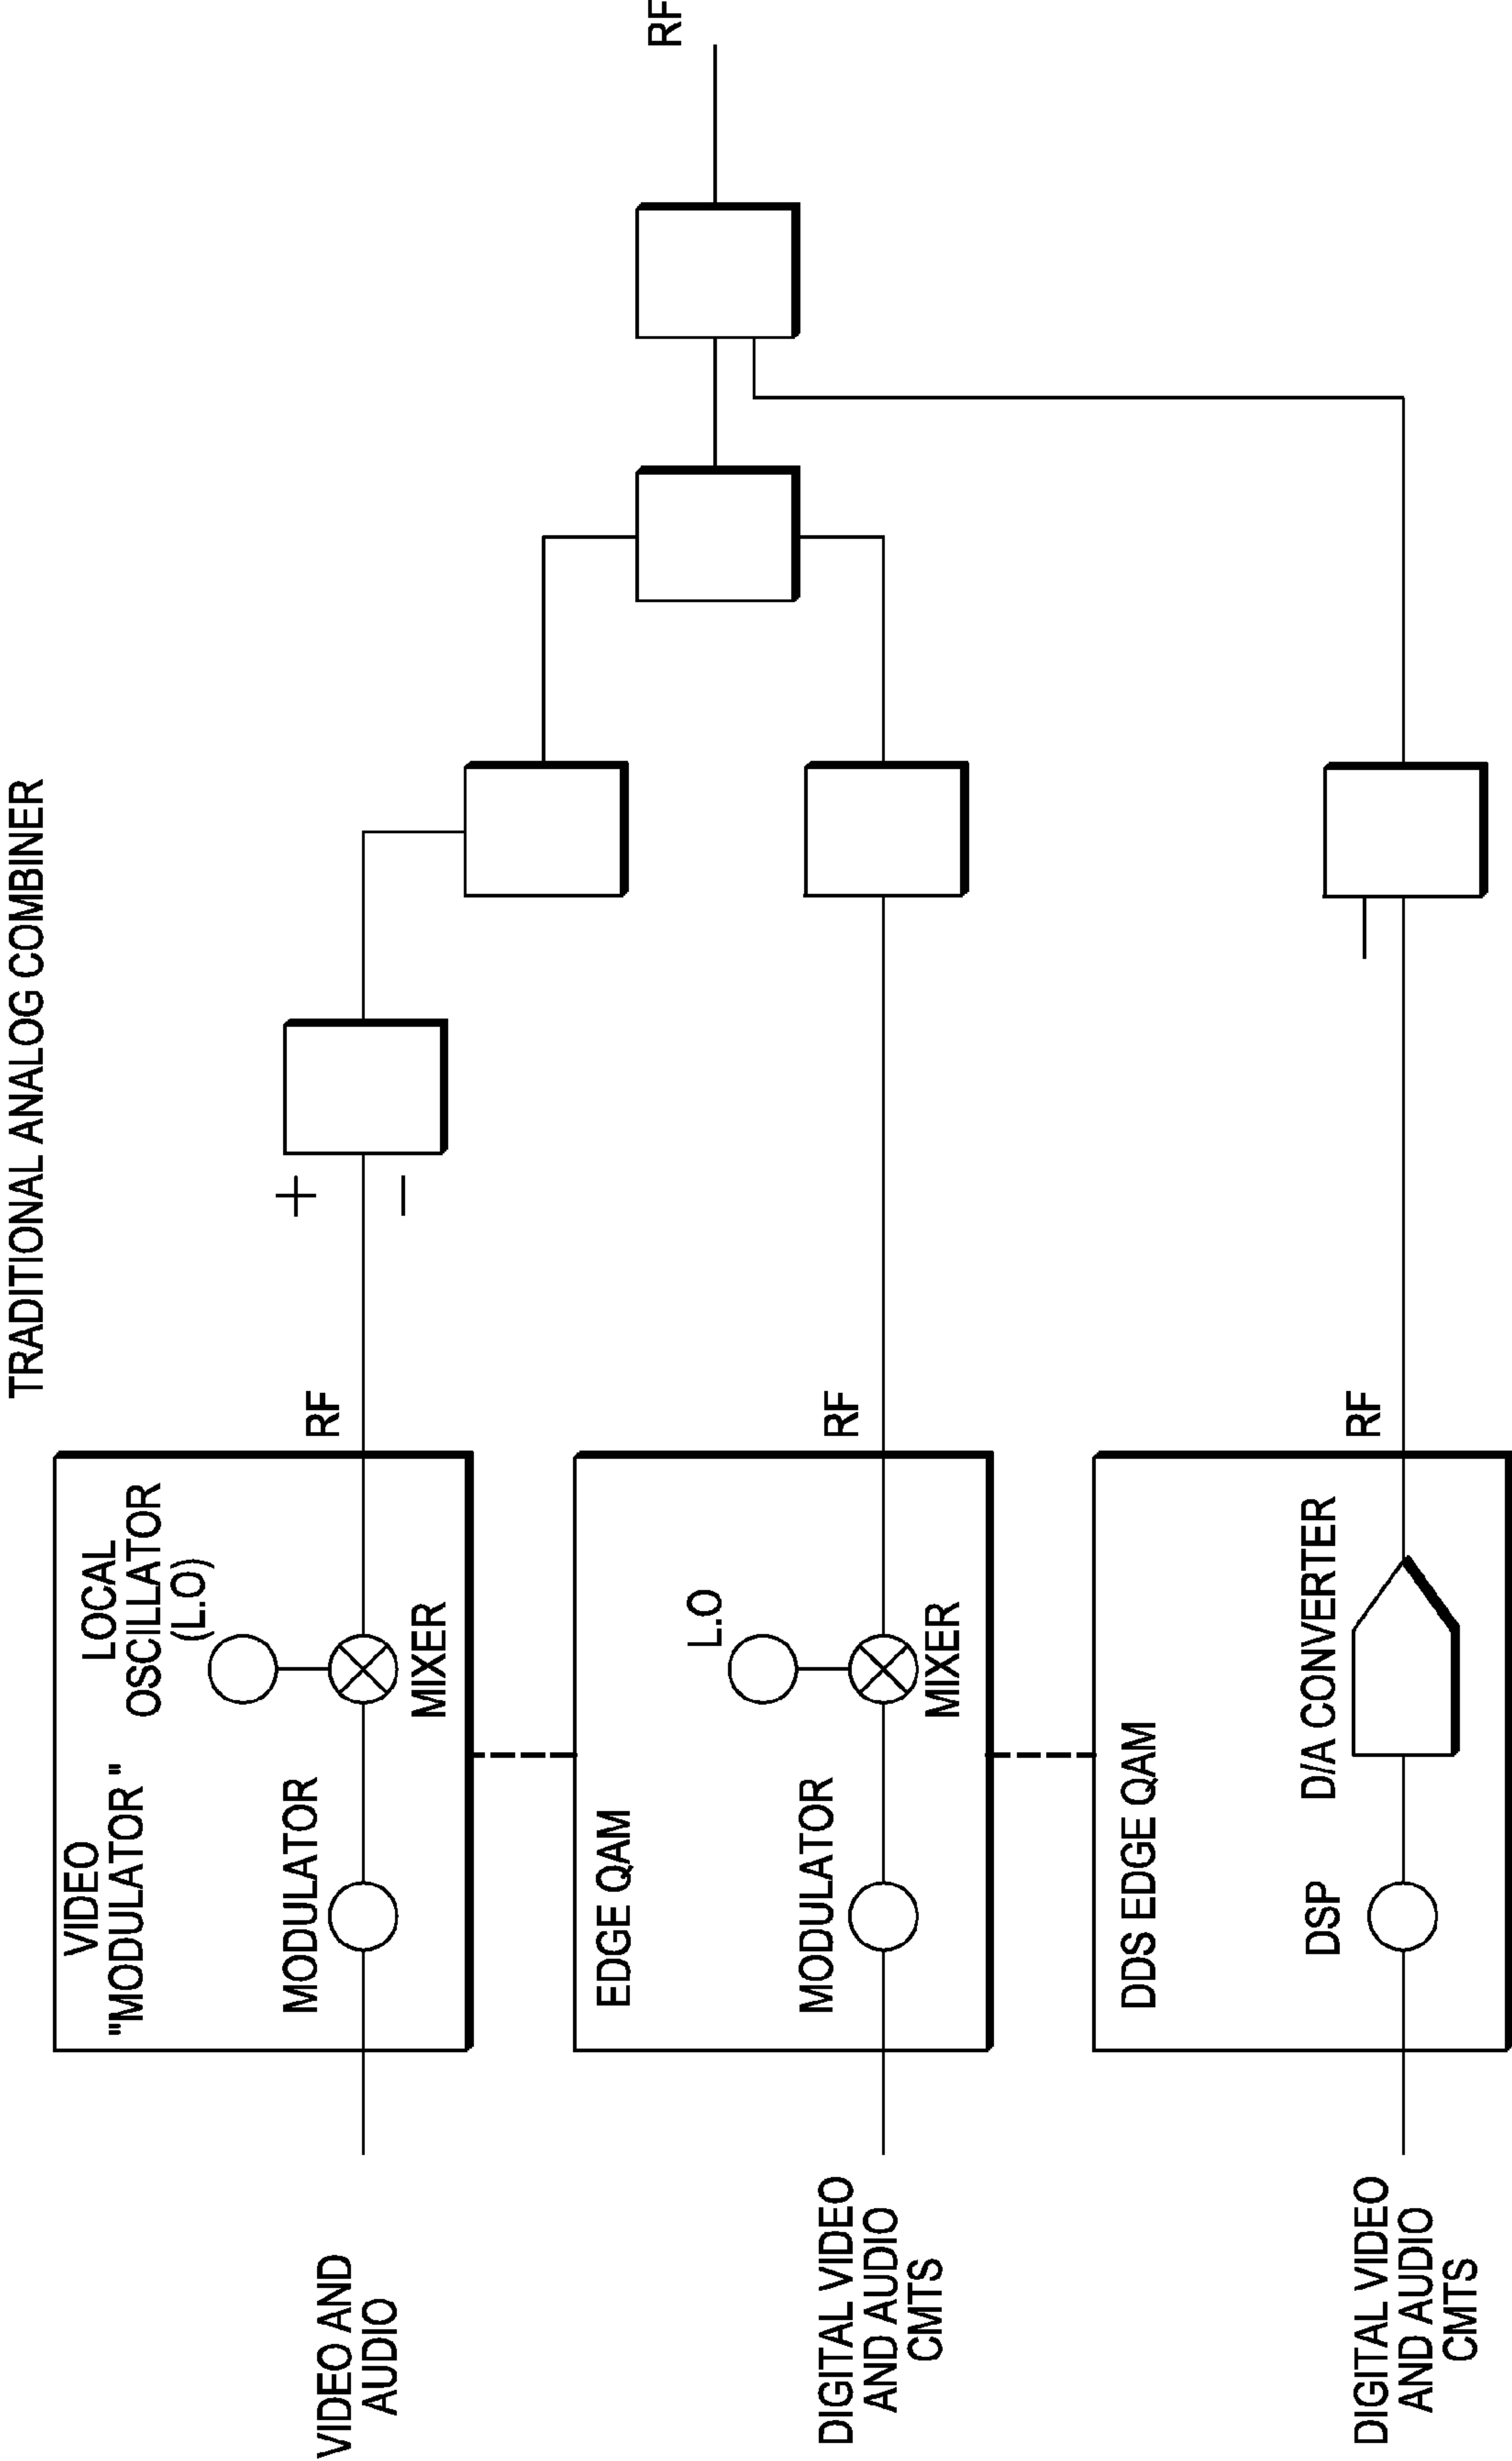 TRADITIONAL ANALOG COMBINER
VIDEO
"MODULATOR"
LOCAL
OSCILLATOR
(L.O)
MODULATOR
MIXER
RF
VIDEO AND
AUDIO
EDGE QAM
L.O
MODULATOR
MIXER
RF
DIGITAL VIDEO
AND AUDIO
CMTS
DDS EDGE QAM
DSP
D/A CONVERTER
RF
DIGITAL VIDEO
AND AUDIO
CMTS
RF
+
−
−